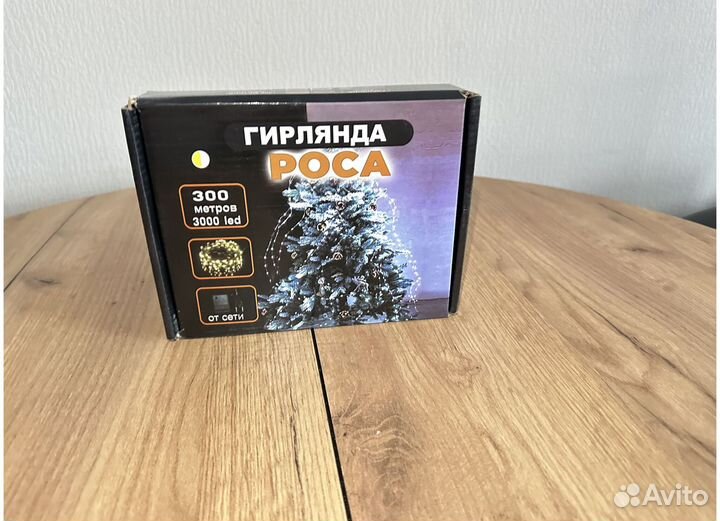 ГИРЛЯНДА
РОСА
300
метров
3000 led
от сети
Avito